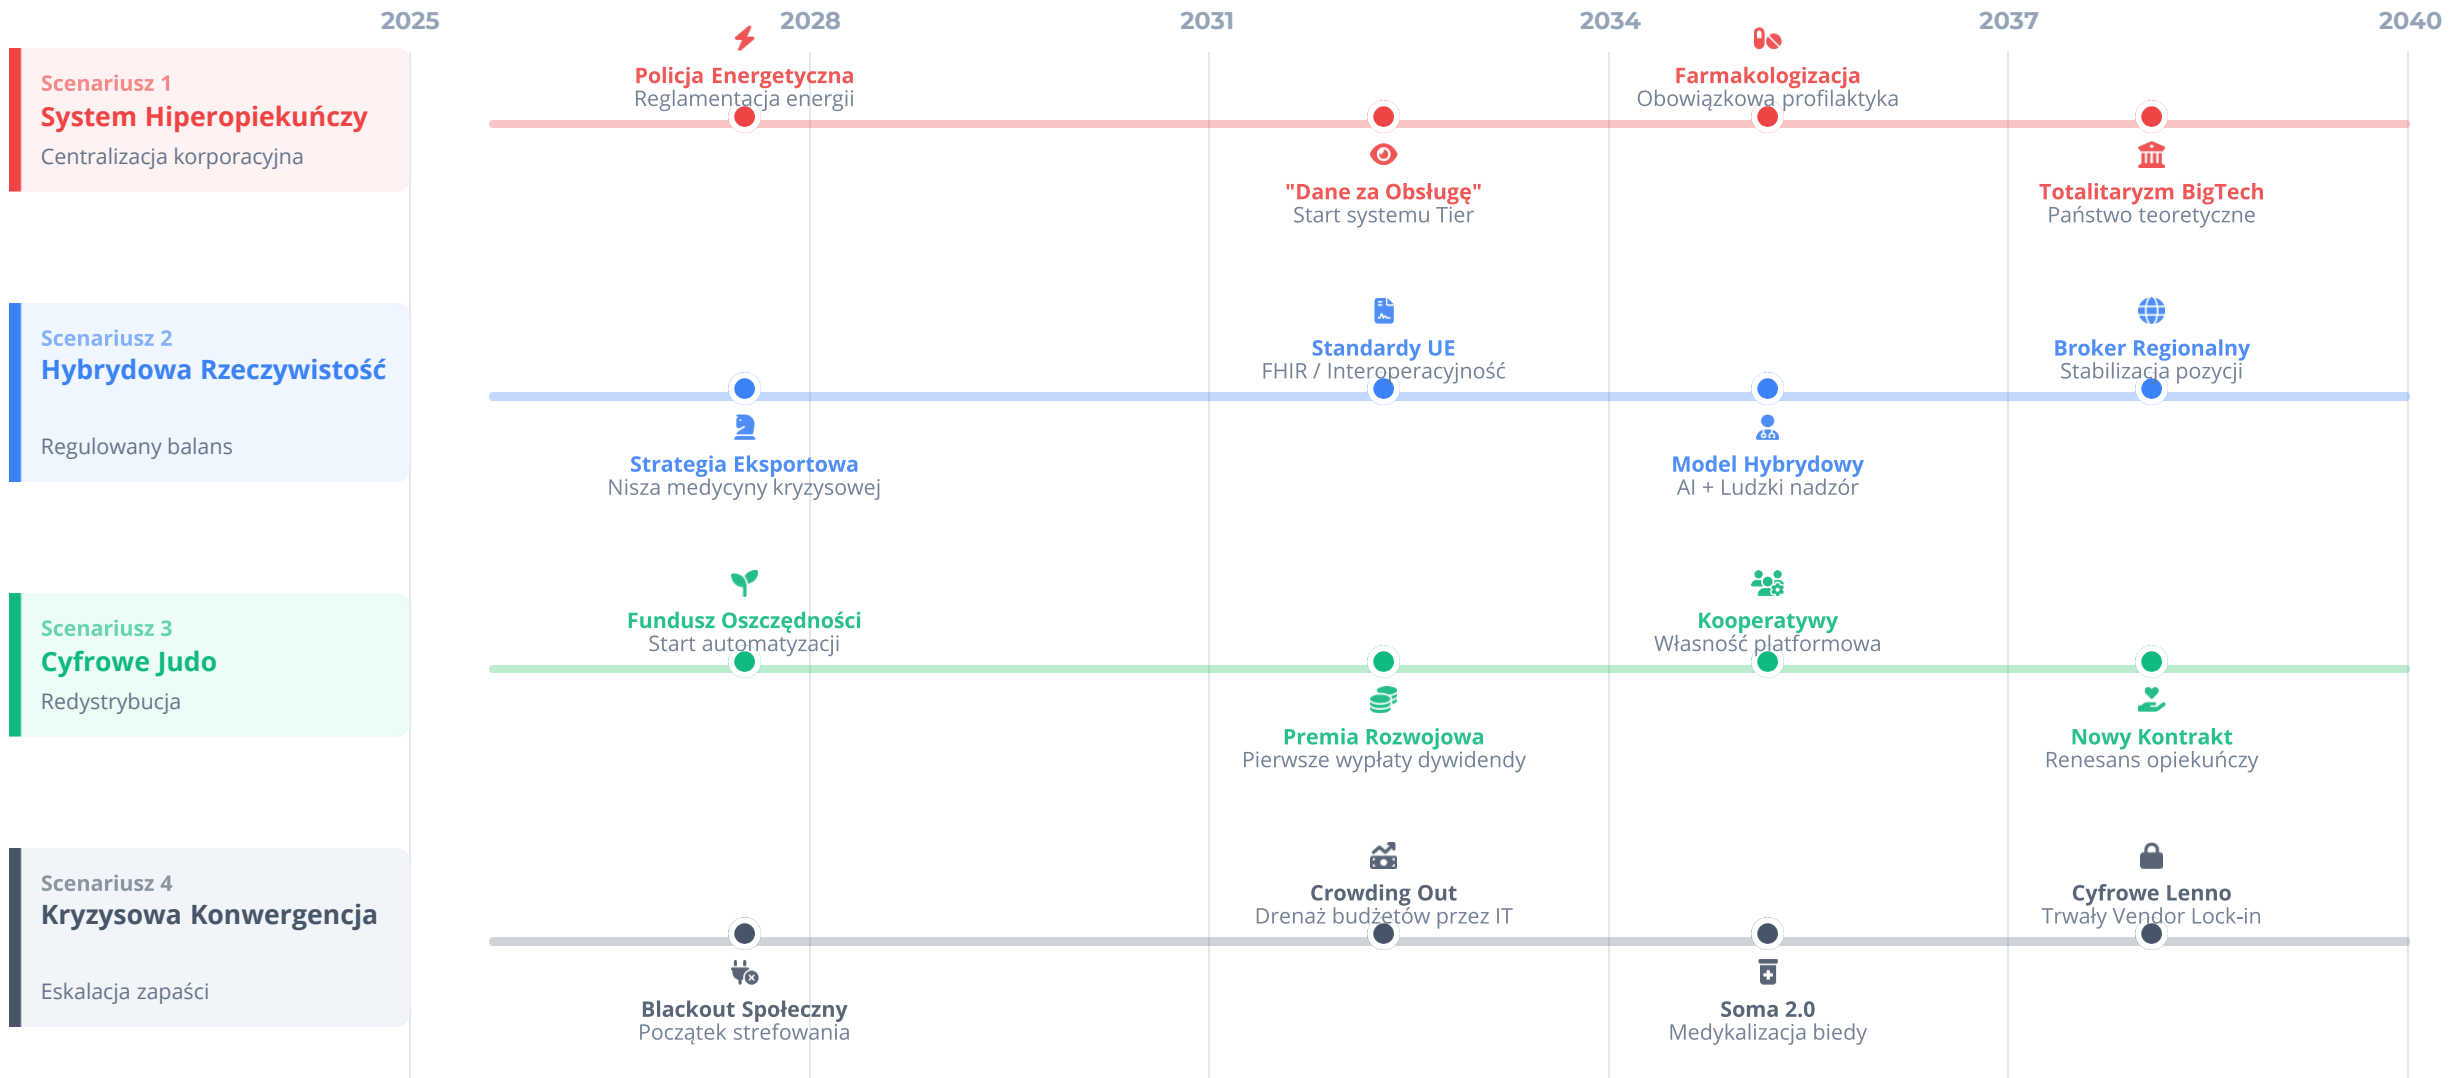 2025 2028 2031 2034 2037 2040
Scenariusz 1
System Hiperopiekuńczy
Centralizacja korporacyjna
Policja Energetyczna
Reglamentacja energii
"Dane za Obsługę"
Start systemu Tier
Farmakologizacja
Obowiązkowa profilaktyka
Totalitaryzm BigTech
Państwo teoretyczne
Scenariusz 2
Hybrydowa Rzeczywistość
Regulowany balans
Strategia Eksportowa
Nisza medycyny kryzysowej
Standardy UE
FHIR / Interoperacyjność
Model Hybrydowy
AI + Ludzki nadzór
Broker Regionalny
Stabilizacja pozycji
Scenariusz 3
Cyfrowe Judo
Redystrybucja
Fundusz Oszczędności
Start automatyzacji
Premia Rozwojowa
Pierwsze wypłaty dywidendy
Kooperatywy
Własność platformowa
Nowy Kontrakt
Renesans opiekuńczy
Scenariusz 4
Kryzysowa Konwergencja
Eskalacja zapaści
Blackout Społeczny
Początek strefowania
Crowding Out
Drenaż budżetów przez IT
Soma 2.0
Medykalizacja biedy
Cyfrowe Lenno
Trwały Vendor Lock-in